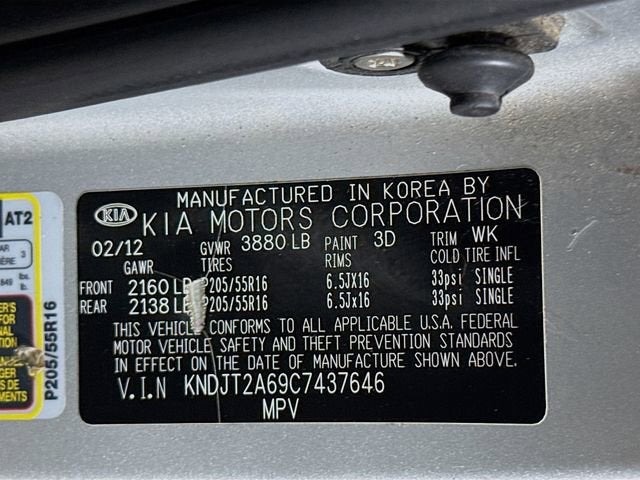 MANUFACTURED IN KOREA BY
KIA KIA MOTORS CORPORATION
02/12 GVWR 3880 LB PAINT 3D TRIM WK
GAWR TIRES RIMS COLD TIRE INFL
FRONT 2160 LB P205/55R16 6.5JX16 33psi SINGLE
REAR 2138 LB P205/55R16 6.5Jx16 33psi SINGLE
THIS VEHICLE CONFORMS TO ALL APPLICABLE U.S.A. FEDERAL
MOTOR VEHICLE SAFETY AND THEFT PREVENTION STANDARDS
IN EFFECT ON THE DATE OF MANUFACTURE SHOWN ABOVE.
V.I.N KNDJT2A69C7437646
MPV
AT2
3
849 lbs.
P205/55R16